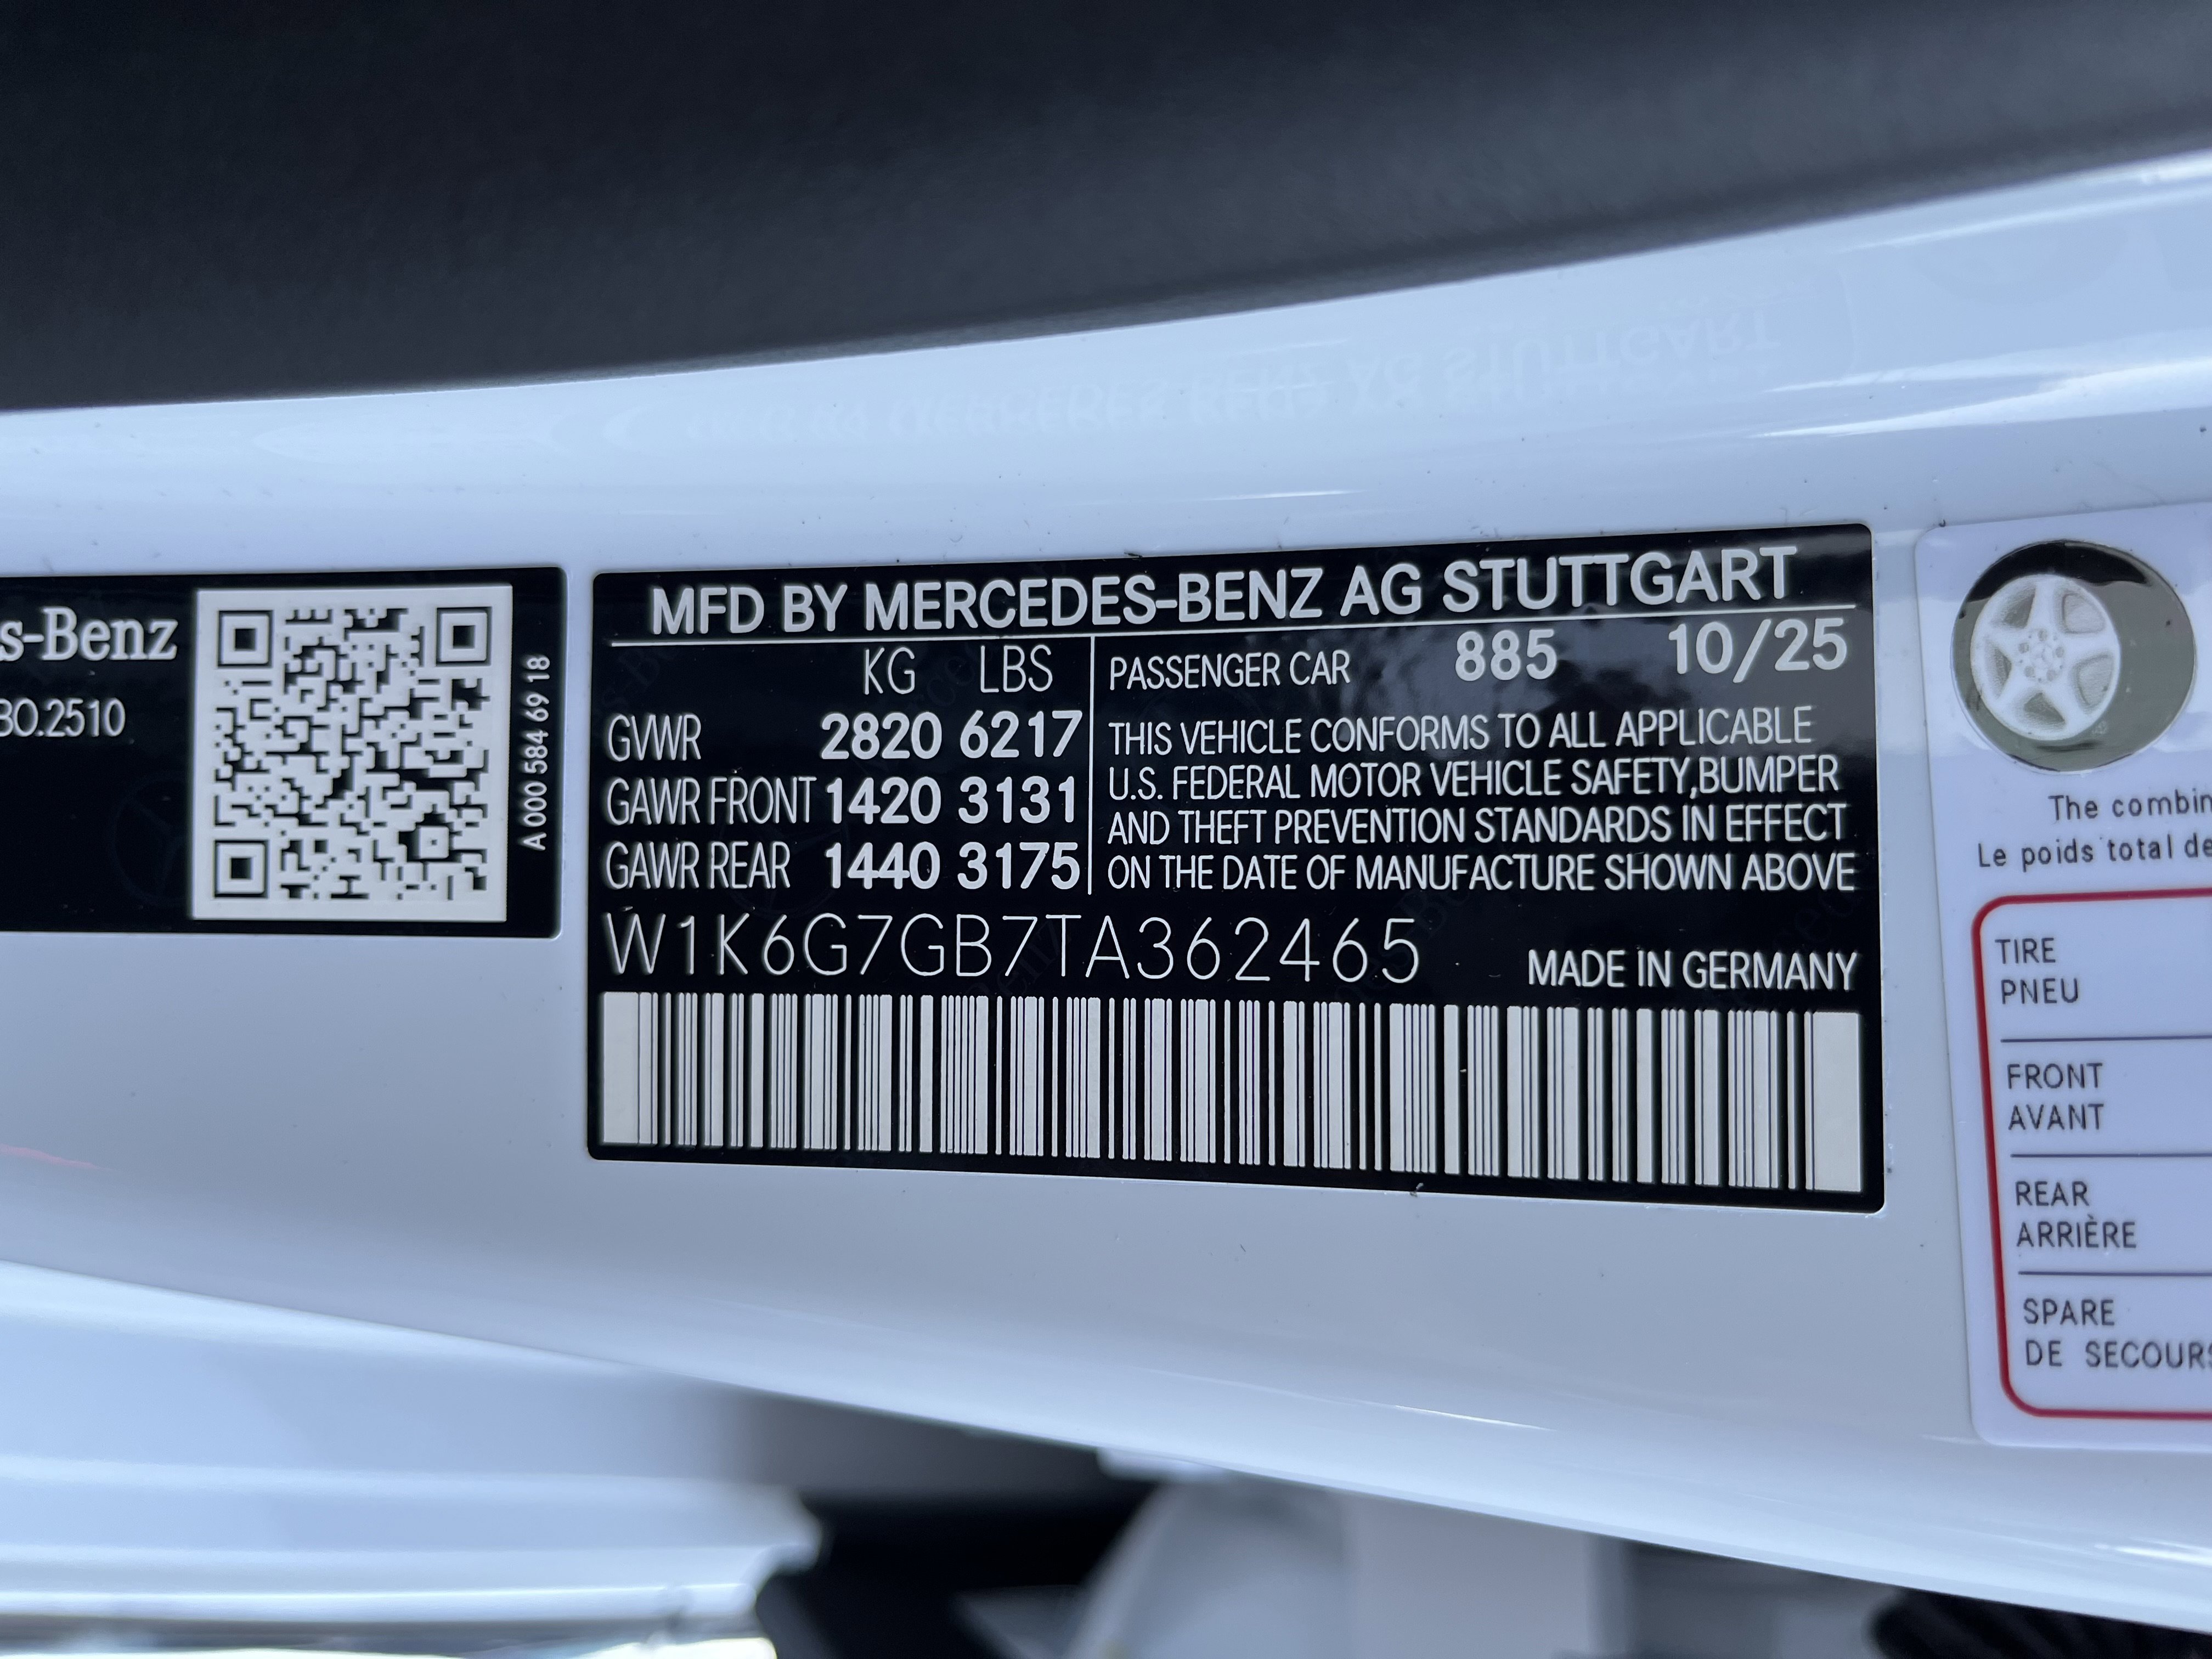 s-Benz
BO.2510
A 000 584 69 18
MFD BY MERCEDES-BENZ AG STUTTGART
KG LBS
GVWR 2820 6217
GAWR FRONT 1420 3131
GAWR REAR 1440 3175
PASSENGER CAR 885 10/25
THIS VEHICLE CONFORMS TO ALL APPLICABLE
U.S. FEDERAL MOTOR VEHICLE SAFETY,BUMPER
AND THEFT PREVENTION STANDARDS IN EFFECT
ON THE DATE OF MANUFACTURE SHOWN ABOVE
W1K6G7GB7TA362465
MADE IN GERMANY
The combin
Le poids total de
TIRE
PNEU
FRONT
AVANT
REAR
ARRIÈRE
SPARE
DE SECOURS